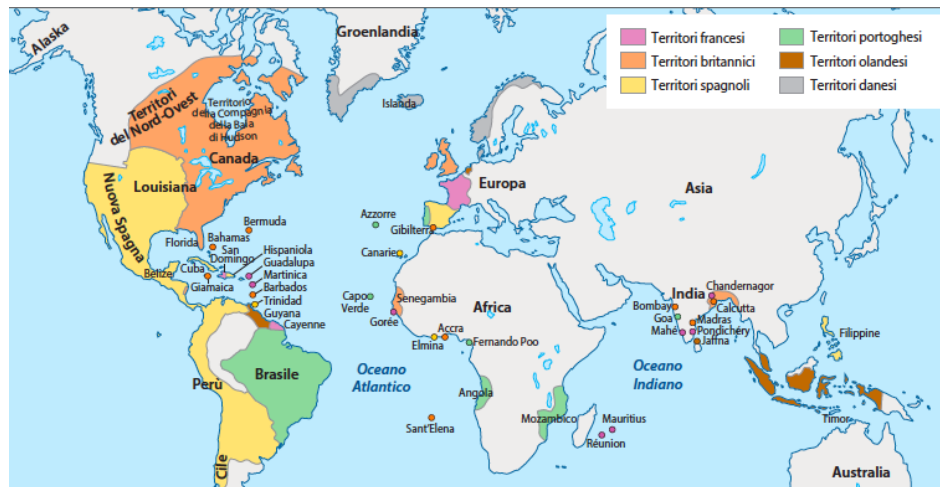 Territori francesi
Territori britannici
Territori spagnoli
Territori portoghesi
Territori olandesi
Territori danesi
Alaska
Groenlandia
Islanda
Territori
del Nord-Ovest
Territorio
della Compagnia
della Baia
di Hudson
Canada
Louisiana
Nuova Spagna
Europa
Asia
Azzorre
Gibilterra
Canarie
Bermuda
Florida
Bahamas
San
Domingo
Hispaniola
Guadalupa
Martinica
Barbados
Trinidad
Guyana
Cayenne
Belize
Cuba
Giamaica
Capo
Verde
Senegambia
Gorée
Africa
Accra
Elmina
Fernando Poo
India
Chandernagor
Bombay
Calcutta
Goa
Madras
Mahé
Pondichéry
Jaffna
Filippine
Perù
Brasile
Oceano
Atlantico
Oceano
Indiano
Angola
Mozambico
Mauritius
Réunion
Sant'Elena
Timor
Cile
Australia